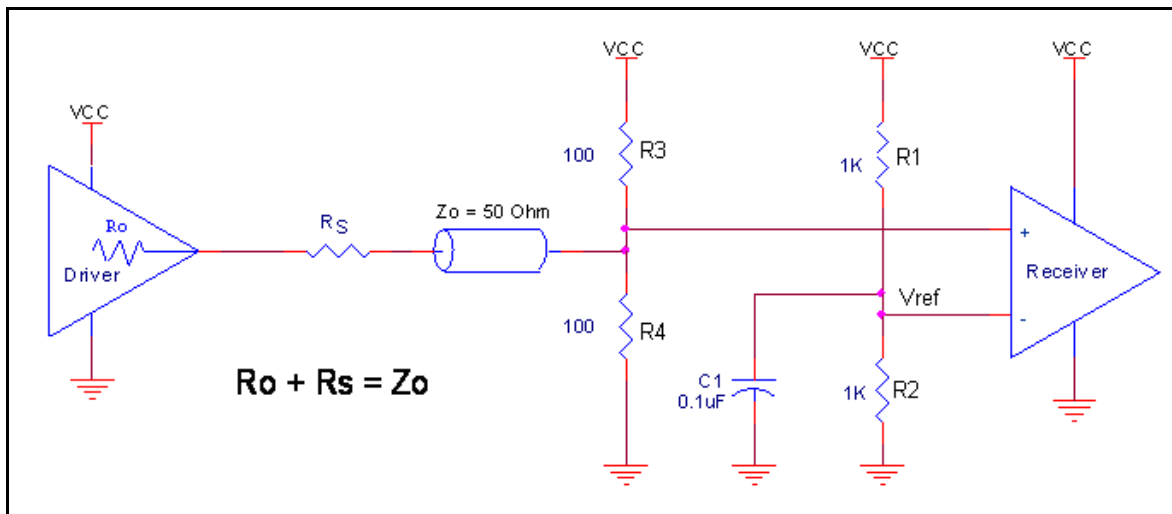 VCC
VCC
VCC
VCC
Ro
Driver
RS
Zo = 50 Ohm
100
R3
100
R4
1K
R1
1K
R2
C1
0.1uF
Vref
+
-
Receiver
Ro + Rs = Zo